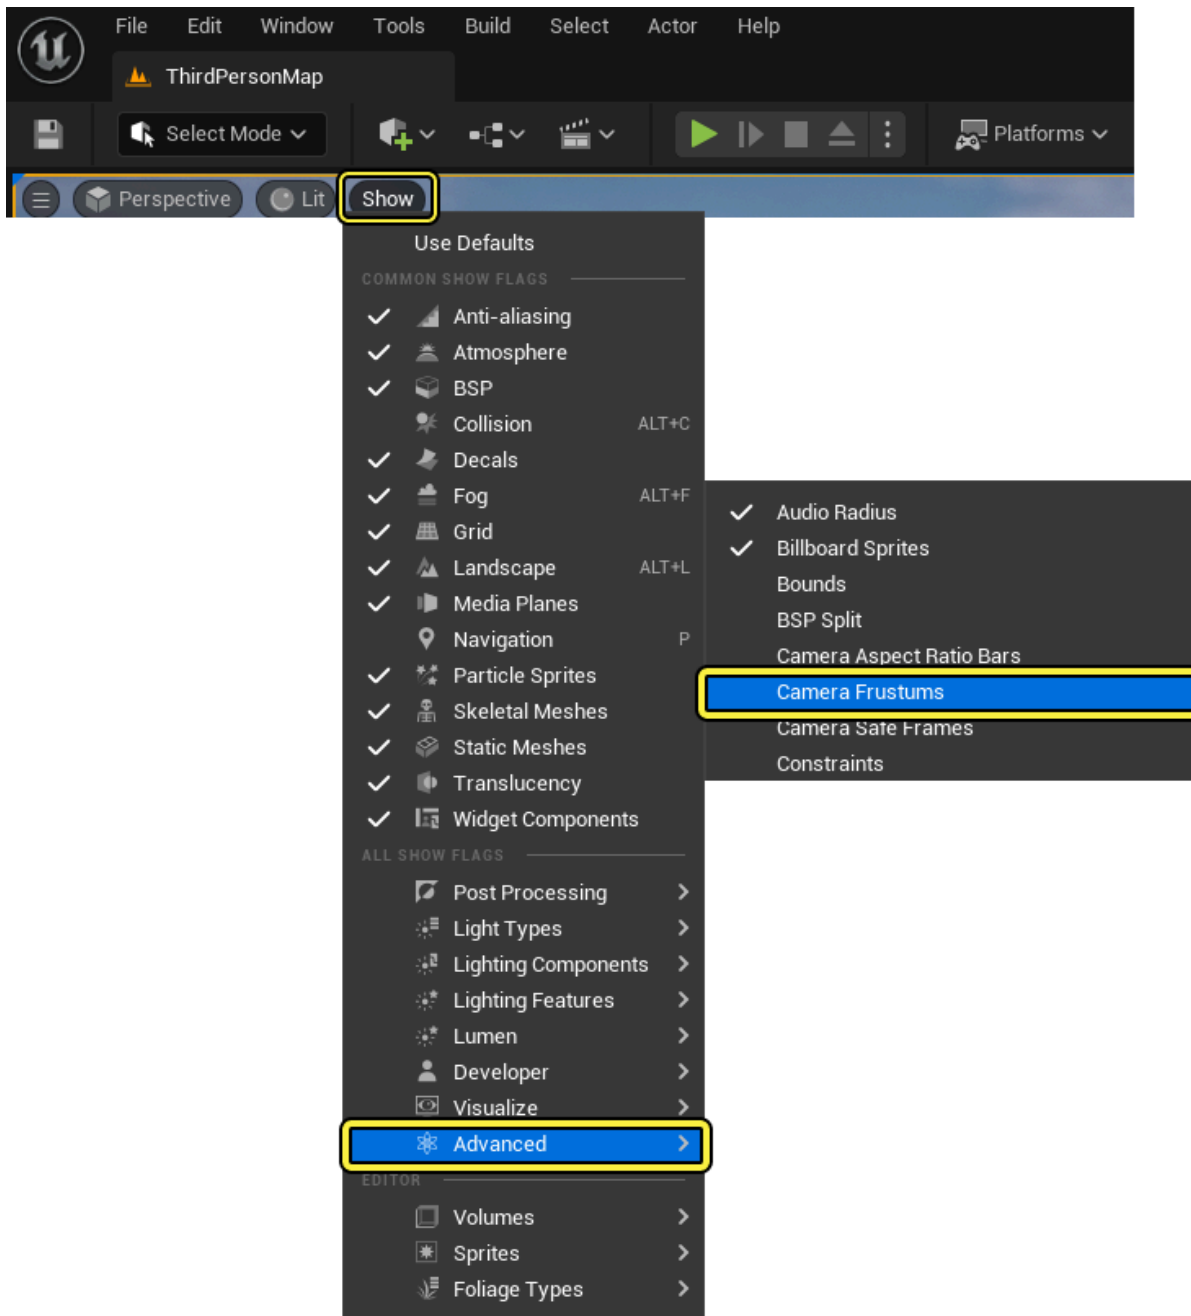 File Edit Window Tools Build Select Actor Help
ThirdPersonMap
Select Mode
Platforms
Perspective Lit Show
Use Defaults
COMMON SHOW FLAGS
Anti-aliasing
Atmosphere
BSP
Collision ALT+C
Decals
Fog ALT+F
Grid
Landscape ALT+L
Media Planes
Navigation P
Particle Sprites
Skeletal Meshes
Static Meshes
Translucency
Widget Components
ALL SHOW FLAGS
Post Processing
Light Types
Lighting Components
Lighting Features
Lumen
Developer
Visualize
Advanced
EDITOR
Volumes
Sprites
Foliage Types
Audio Radius
Billboard Sprites
Bounds
BSP Split
Camera Aspect Ratio Bars
Camera Frustums
Camera Safe Frames
Constraints